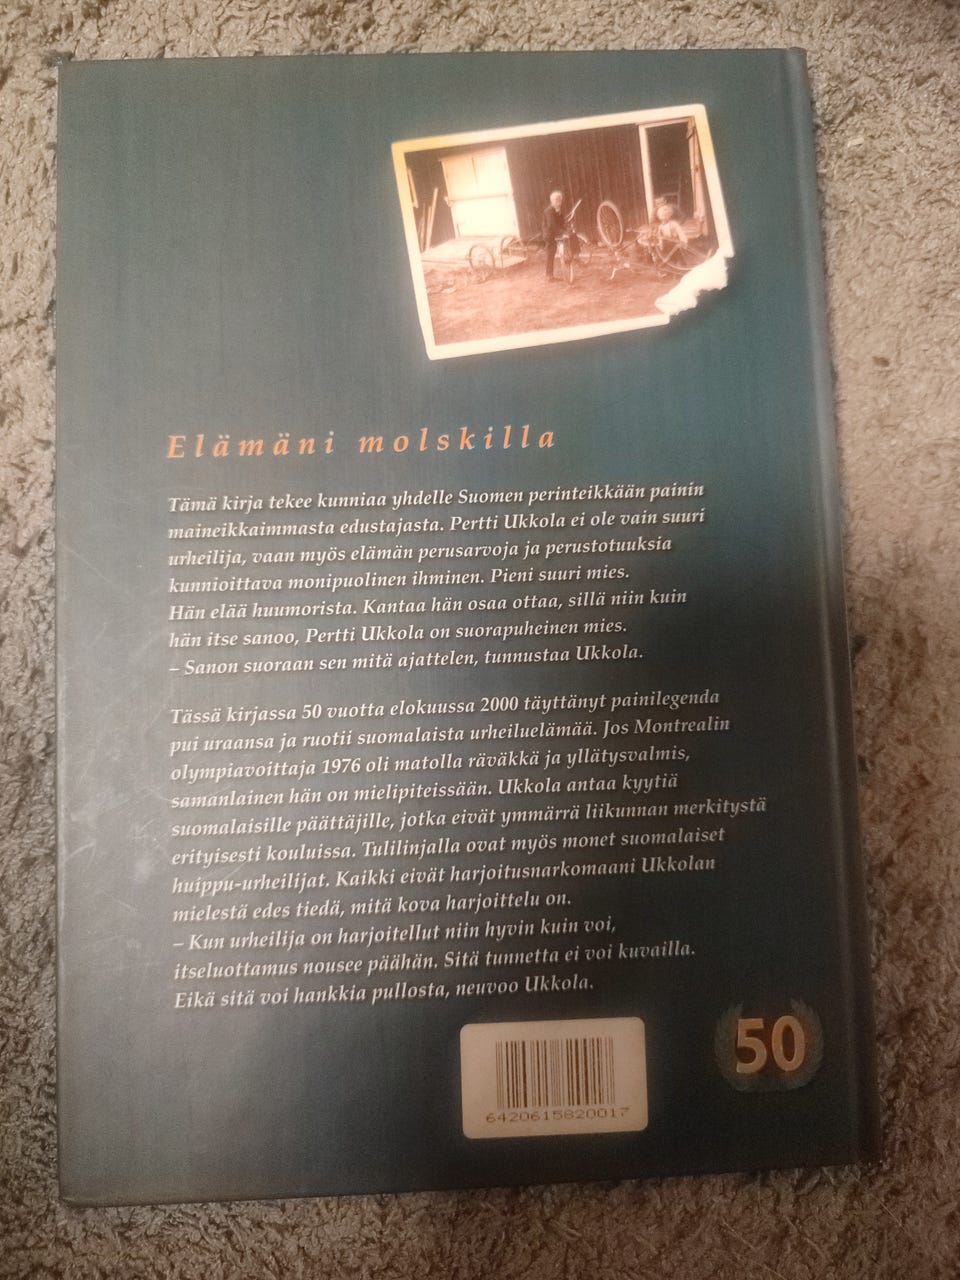 Elämäni molskilla
Tämä kirja tekee kunniaa yhdelle Suomen perinteikkään painin
maineikkaimmasta edustajasta. Pertti Ukkola ei ole vain suuri
urheilija, vaan myös elämän perusarvoja ja perustotuuksia
kunnioittava monipuolinen ihminen. Pieni suuri mies.
Hän elää huumorista. Kantaa hän osaa ottaa, sillä niin kuin
hän itse sanoo, Pertti Ukkola on suorapuheinen mies.
– Sanon suoraan sen mitä ajattelen, tunnustaa Ukkola.
Tässä kirjassa 50 vuotta elokuussa 2000 täyttänyt painilegenda
pui uraansa ja ruotii suomalaista urheiluelämää. Jos Montrealin
olympiavoittaja 1976 oli matolla räväkkä ja yllätysvalmis,
samanlainen hän on mielipiteissään. Ukkola antaa kyytiä
suomalaisille päättäjille, jotka eivät ymmärrä liikunnan merkitystä
erityisesti kouluissa. Tulilinjalla ovat myös monet suomalaiset
huippu-urheilijat. Kaikki eivät harjoitusnarkomaani Ukkolan
mielestä edes tiedä, mitä kova harjoittelu on.
– Kun urheilija on harjoitellut niin hyvin kuin voi,
itseluottamus nousee päähän. Sitä tunnetta ei voi kuvailla.
Eikä sitä voi hankkia pullosta, neuvoo Ukkola.
50
6420615820017